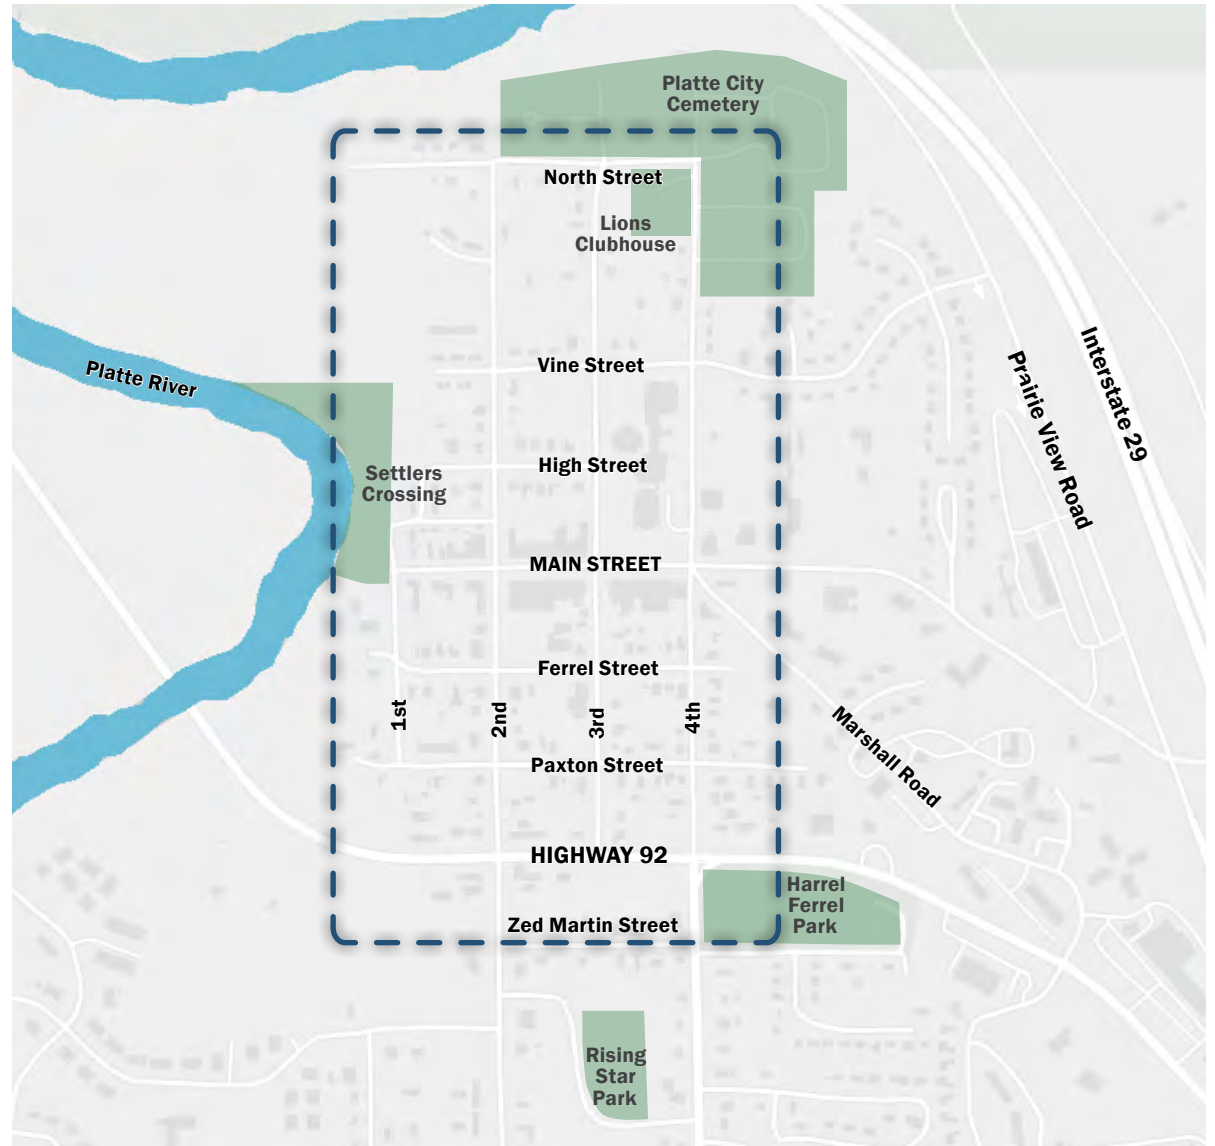 Platte City
Cemetery
North Street
Lions
Clubhouse
Vine Street
Platte River
Interstate 29
Prairie View Road
High Street
Settlers
Crossing
MAIN STREET
Ferrel Street
1st
2nd
3rd
4th
Marshall Road
Paxton Street
HIGHWAY 92
Harrel
Ferrel
Park
Zed Martin Street
Rising
Star
Park